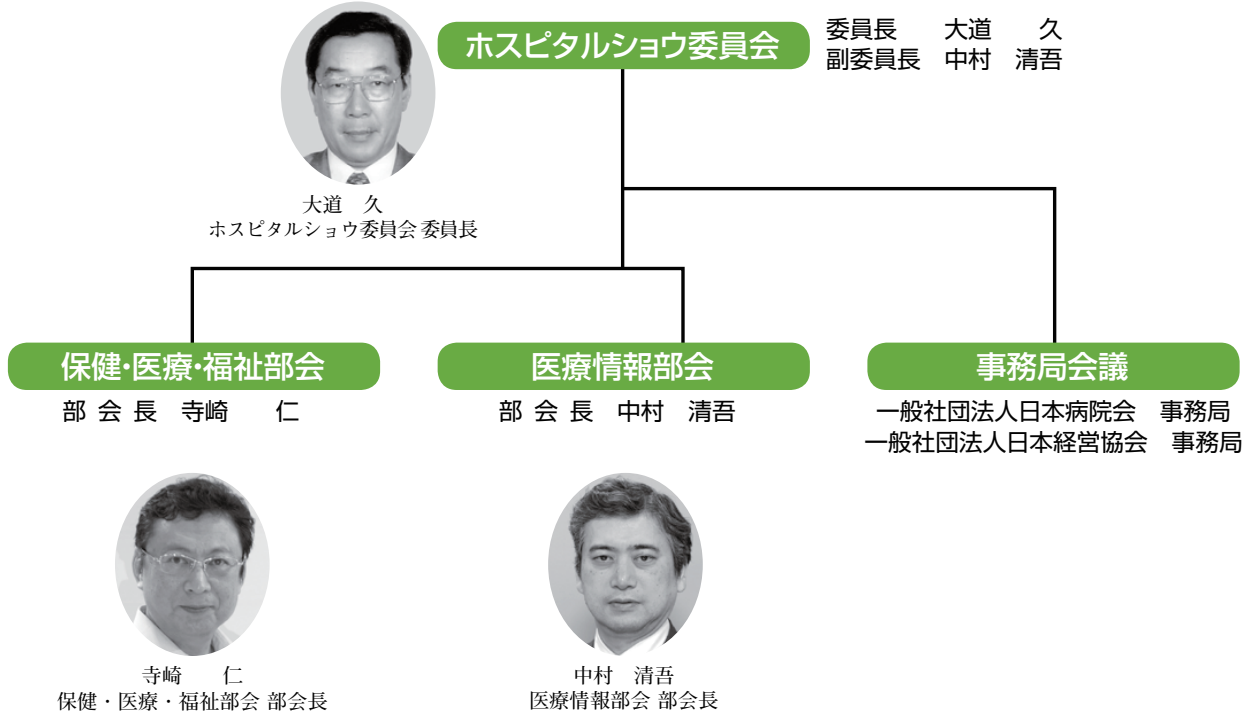 ホスピタルショウ委員会
委員長　大道　久
副委員長　中村　清吾
大道　久
ホスピタルショウ委員会 委員長
保健・医療・福祉部会
部 会 長　寺崎　仁
医療情報部会
部 会 長　中村　清吾
事務局会議
一般社団法人日本病院会　事務局
一般社団法人日本経営協会　事務局
寺崎　仁
保健・医療・福祉部会 部会長
中村　清吾
医療情報部会 部会長